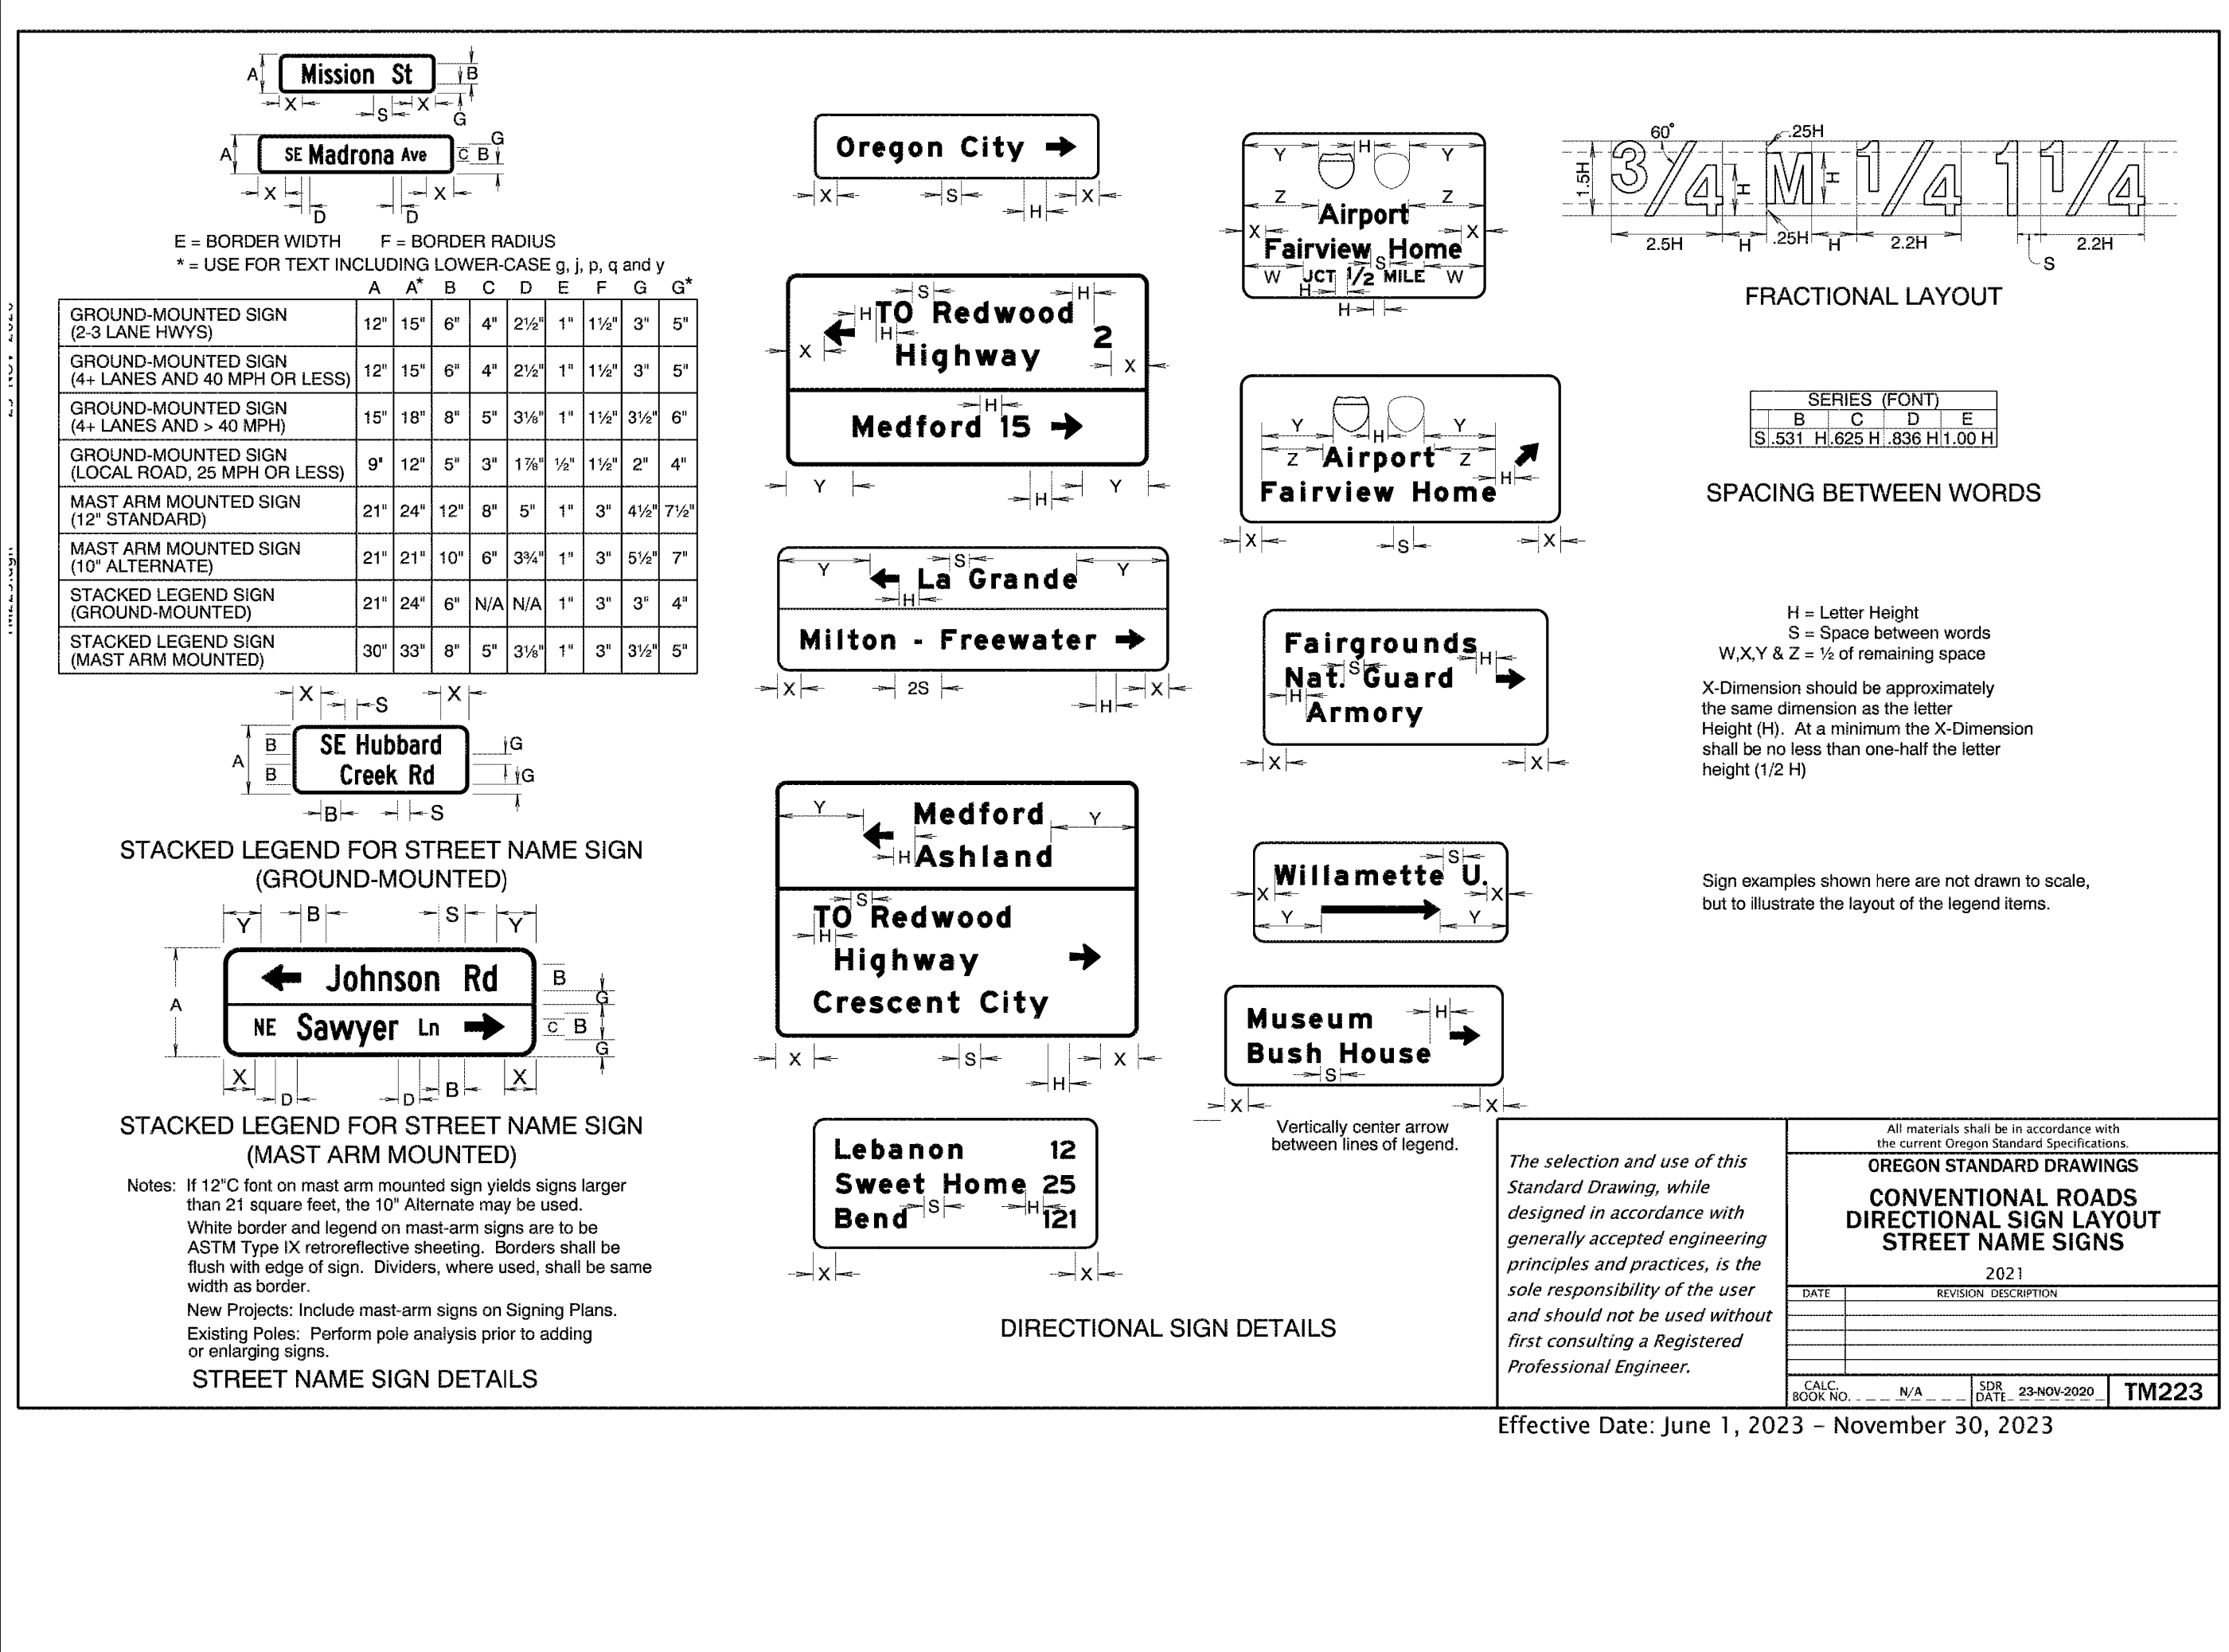 Mission St
A
B
X
S
X
G
SE Madrona Ave
A
G
C B
X
D
D
X
E = BORDER WIDTH F = BORDER RADIUS
* = USE FOR TEXT INCLUDING LOWER-CASE g, j, p, q and y
A A* B C D E F G G*
GROUND-MOUNTED SIGN
(2-3 LANE HWYS)
12" 15" 6" 4" 2½" 1" 1½" 3" 5"
GROUND-MOUNTED SIGN
(4+ LANES AND 40 MPH OR LESS)
12" 15" 6" 4" 2½" 1" 1½" 3" 5"
GROUND-MOUNTED SIGN
(4+ LANES AND > 40 MPH)
15" 18" 8" 5" 3⅛" 1" 1½" 3½" 6"
GROUND-MOUNTED SIGN
(LOCAL ROAD, 25 MPH OR LESS)
9" 12" 5" 3" 1⅞" ½" 1½" 2" 4"
MAST ARM MOUNTED SIGN
(12" STANDARD)
21" 24" 12" 8" 5" 1" 3" 4½" 7½"
MAST ARM MOUNTED SIGN
(10" ALTERNATE)
21" 21" 10" 6" 3¾" 1" 3" 5½" 7"
STACKED LEGEND SIGN
(GROUND-MOUNTED)
21" 24" 6" N/A N/A 1" 3" 3" 4"
STACKED LEGEND SIGN
(MAST ARM MOUNTED)
30" 33" 8" 5" 3⅛" 1" 3" 3½" 5"
X S X
A
B
B
SE Hubbard
Creek Rd
G
G
B S
STACKED LEGEND FOR STREET NAME SIGN
(GROUND-MOUNTED)
Y B S Y
A
Johnson Rd
NE Sawyer Ln
B
G
C B
G
X D D B X
STACKED LEGEND FOR STREET NAME SIGN
(MAST ARM MOUNTED)
Notes: If 12"C font on mast arm mounted sign yields signs larger
than 21 square feet, the 10" Alternate may be used.
White border and legend on mast-arm signs are to be
ASTM Type IX retroreflective sheeting. Borders shall be
flush with edge of sign. Dividers, where used, shall be same
width as border.
New Projects: Include mast-arm signs on Signing Plans.
Existing Poles: Perform pole analysis prior to adding
or enlarging signs.
STREET NAME SIGN DETAILS
Oregon City
X S H X
S H
H TO Redwood
H 2
X Highway X
H
Medford 15
Y H Y
Y S Y
La Grande
H
Milton - Freewater
X 2S H X
Y Medford Y
H Ashland
S
TO Redwood
H
Highway
Crescent City
X S H X
Lebanon 12
Sweet Home 25
Bend S H 121
X X
DIRECTIONAL SIGN DETAILS
Y H Y
Z Z
Airport
X X
Fairview Home
S
W JCT 1/2 MILE W
H
H
Y H Y
Z Airport Z
H
Fairview Home
X S X
Fairgrounds
S H
Nat. Guard
H
Armory
X X
S
Willamette U.
X X
Y Y
Museum H
Bush House
S
X X
Vertically center arrow
between lines of legend.
60° .25H
1.5H 3/4 H M H 1/4 1 1/4
2.5H H .25H H 2.2H 2.2H
S
FRACTIONAL LAYOUT
SERIES (FONT)
B C D E
S .531 H .625 H .836 H 1.00 H
SPACING BETWEEN WORDS
H = Letter Height
S = Space between words
W,X,Y & Z = ½ of remaining space
X-Dimension should be approximately
the same dimension as the letter
Height (H). At a minimum the X-Dimension
shall be no less than one-half the letter
height (1/2 H)
Sign examples shown here are not drawn to scale,
but to illustrate the layout of the legend items.
The selection and use of this
Standard Drawing, while
designed in accordance with
generally accepted engineering
principles and practices, is the
sole responsibility of the user
and should not be used without
first consulting a Registered
Professional Engineer.
All materials shall be in accordance with
the current Oregon Standard Specifications.
OREGON STANDARD DRAWINGS
CONVENTIONAL ROADS
DIRECTIONAL SIGN LAYOUT
STREET NAME SIGNS
2021
DATE REVISION DESCRIPTION
CALC. BOOK NO. N/A SDR DATE 23-NOV-2020 TM223
Effective Date: June 1, 2023 – November 30, 2023